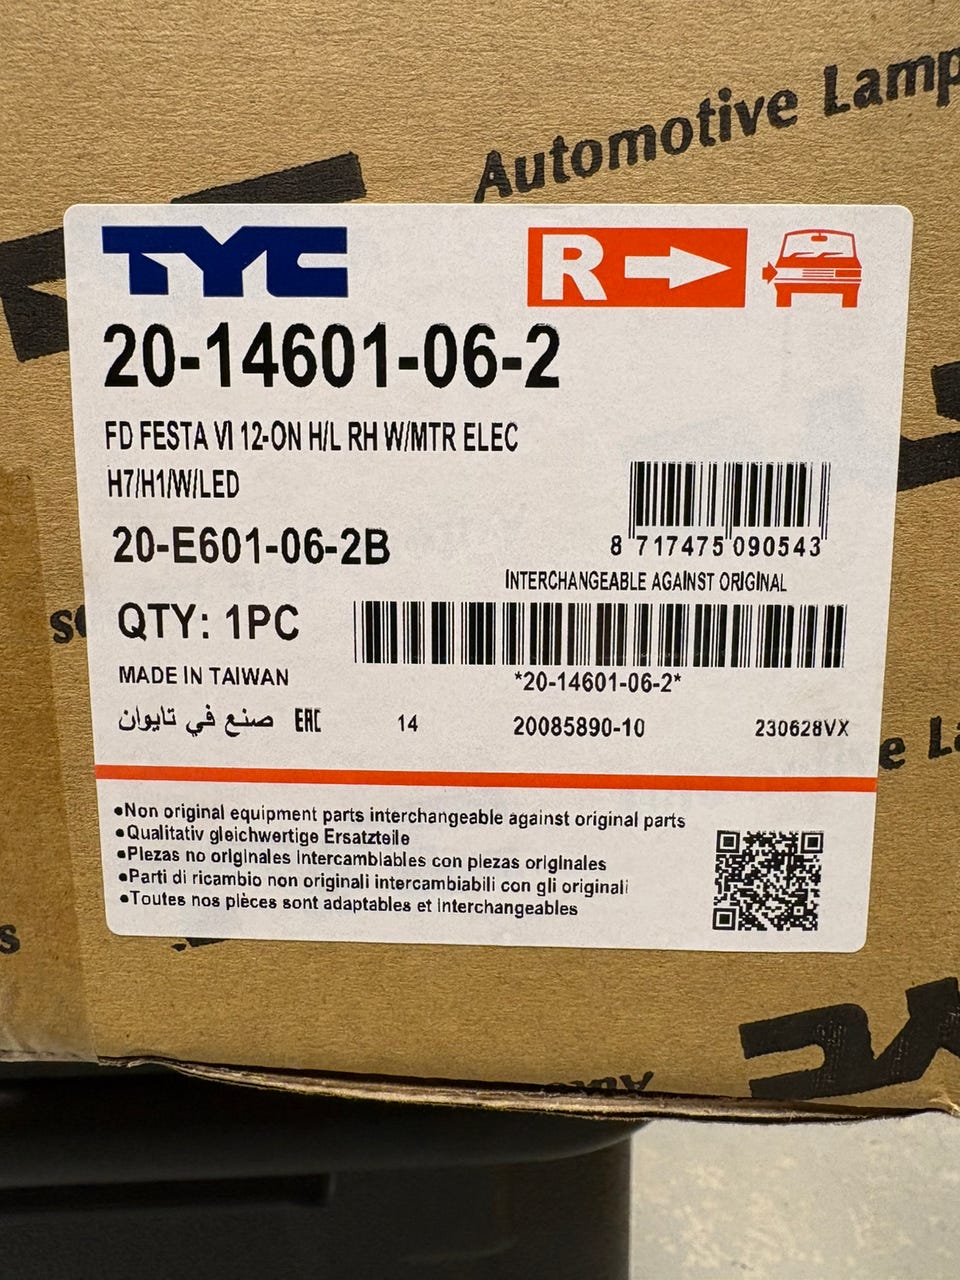 Automotive Lamp
TYC
R
20-14601-06-2
FD FESTA VI 12-ON H/L RH W/MTR ELEC
H7/H1/W/LED
20-E601-06-2B
8 717475 090543
INTERCHANGEABLE AGAINST ORIGINAL
QTY: 1PC
*20-14601-06-2*
MADE IN TAIWAN
صنع في تايوان EAC 14 20085890-10 230628VX
•Non original equipment parts interchangeable against original parts
•Qualitativ gleichwertige Ersatzteile
•Piezas no originales intercambiables con piezas originales
•Parti di ricambio non originali intercambiabili con gli originali
•Toutes nos pièces sont adaptables et interchangeables